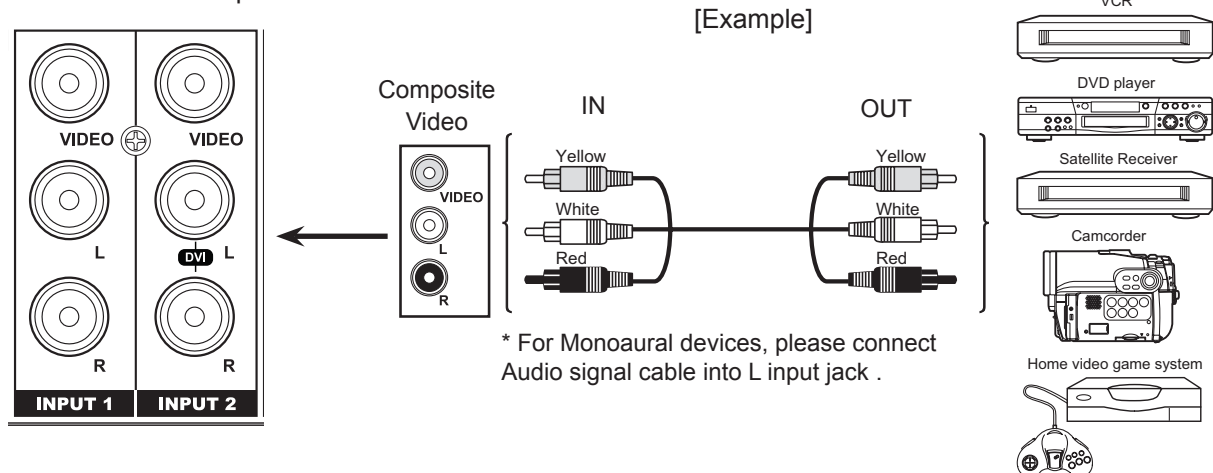 [Example]
VCR
DVD player
Satellite Receiver
Camcorder
Home video game system
Composite
Video
IN
OUT
VIDEO
L
R
Yellow
White
Red
Yellow
White
Red
* For Monoaural devices, please connect
Audio signal cable into L input jack .
VIDEO
VIDEO
L
DVI
L
R
R
INPUT 1
INPUT 2